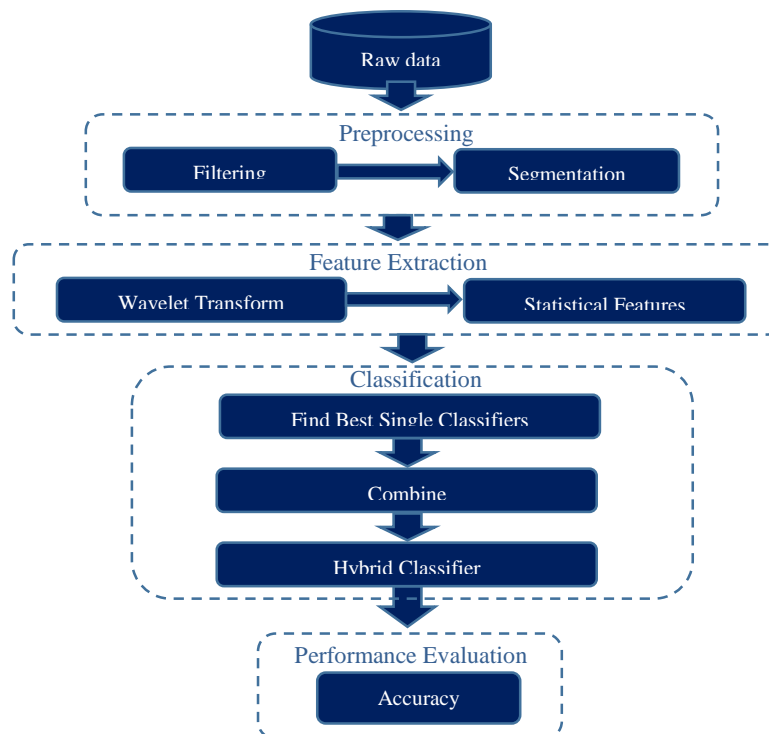 Raw data
Preprocessing
Filtering
Segmentation
Feature Extraction
Wavelet Transform
Statistical Features
Classification
Find Best Single Classifiers
Combine
Hybrid Classifier
Performance Evaluation
Accuracy